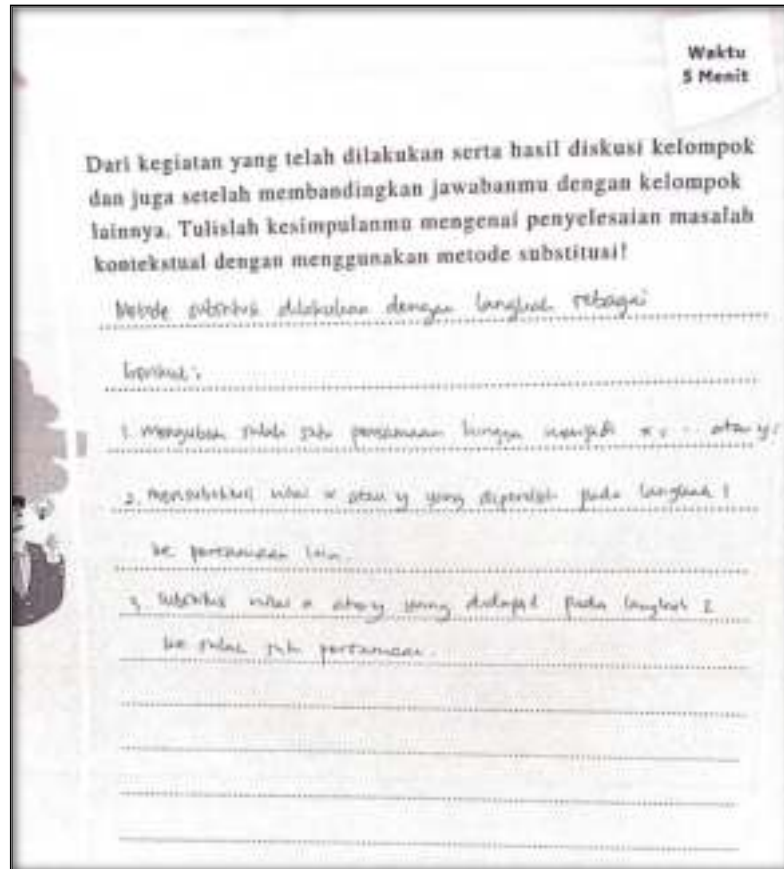 Waktu
5 Menit
Dari kegiatan yang telah dilakukan serta hasil diskusi kelompok
dan juga setelah membandingkan jawabanmu dengan kelompok
lainnya. Tulislah kesimpulanmu mengenai penyelesaian masalah
kontekstual dengan menggunakan metode substitusi!
Metode substitusi dilakukan dengan langkah sebagai
berikut :
1. Mengubah salah satu persamaan hingga menjadi x = ... atau y =
2. mensubstitusi nilai x atau y yang diperoleh pada langkah 1
ke persamaan lain.
3. substitusi nilai x atau y yang didapat pada langkah 2
ke salah satu persamaan.